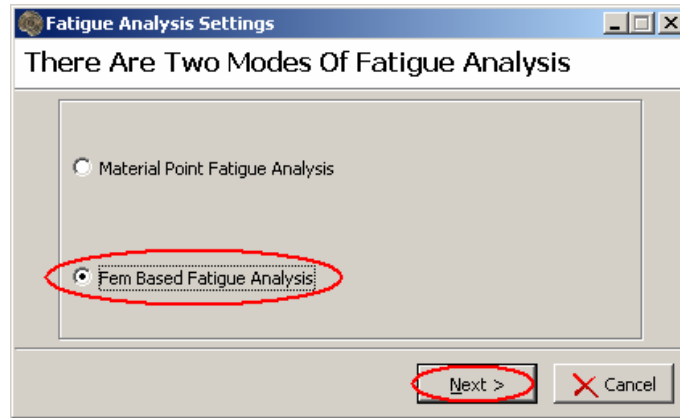 Fatigue Analysis Settings
There Are Two Modes Of Fatigue Analysis
Material Point Fatigue Analysis
Fem Based Fatigue Analysis
Next >
Cancel